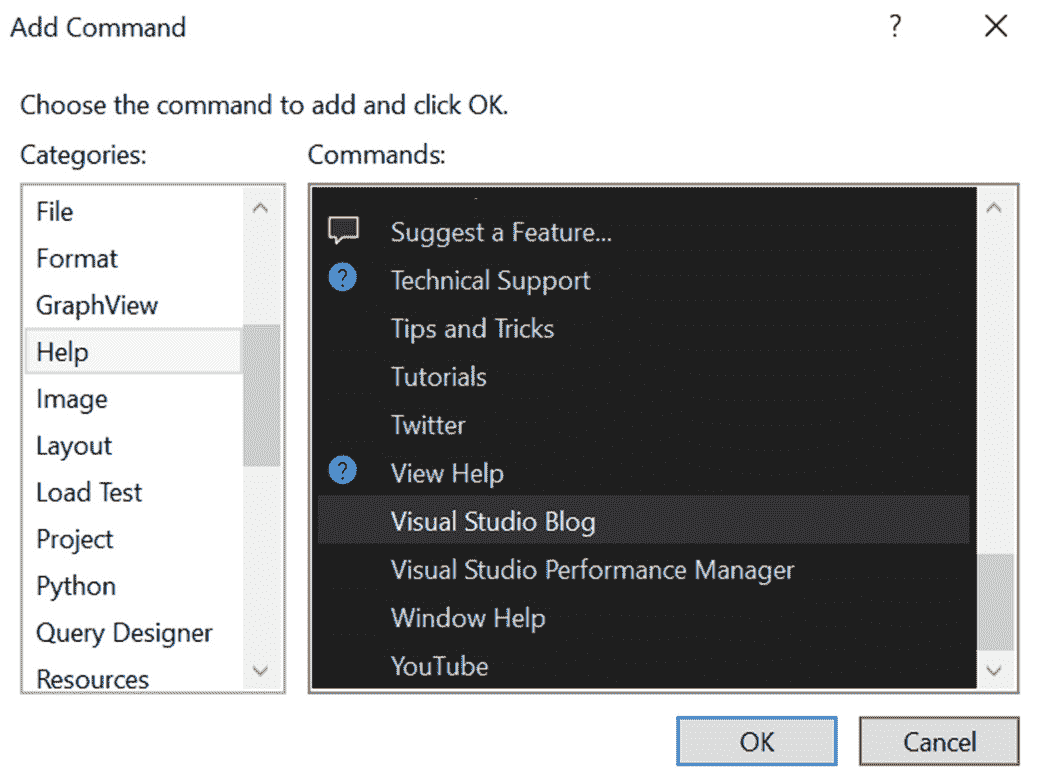 Add Command
?
Choose the command to add and click OK.
Categories:
Commands:
File
Format
GraphView
Help
Image
Layout
Load Test
Project
Python
Query Designer
Resources
Suggest a Feature...
? Technical Support
Tips and Tricks
Tutorials
Twitter
? View Help
Visual Studio Blog
Visual Studio Performance Manager
Window Help
YouTube
OK
Cancel